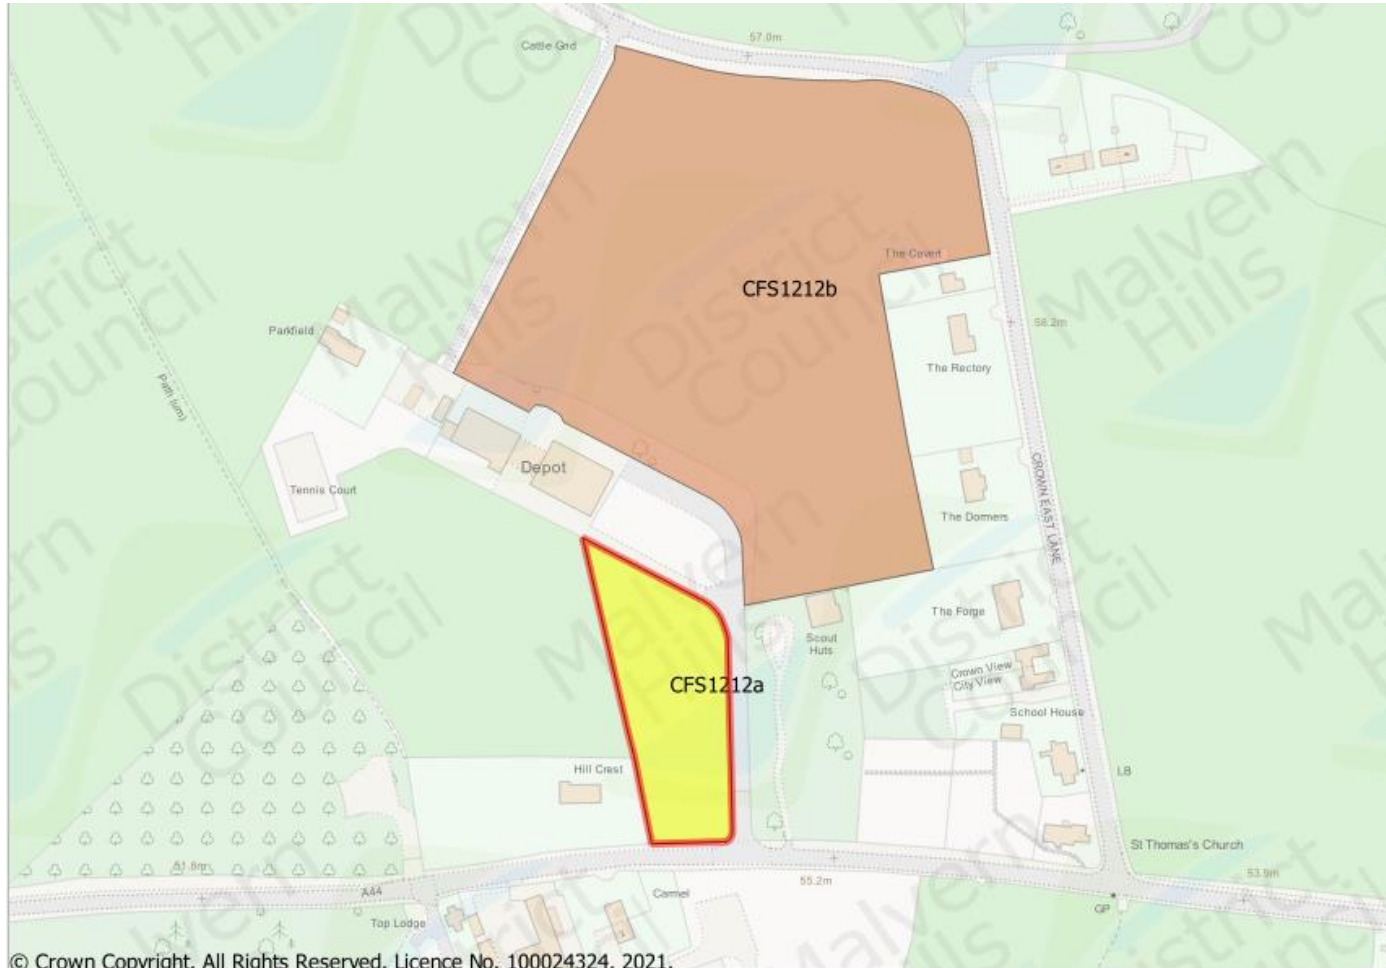 Cattle Grid
57.0m
CFS1212b
The Covert
Parkfield
58.2m
The Rectory
Path (um)
Depot
Tennis Court
CROWN EAST LANE
The Dormers
The Forge
Scout
Huts
Crown View
City View
CFS1212a
School House
Hill Crest
LB
St Thomas's Church
51.8m
A44
55.2m
53.9m
Carmel
GP
Top Lodge
© Crown Copyright. All Rights Reserved. Licence No. 100024324. 2021.
Malvern
Hills
District
Council